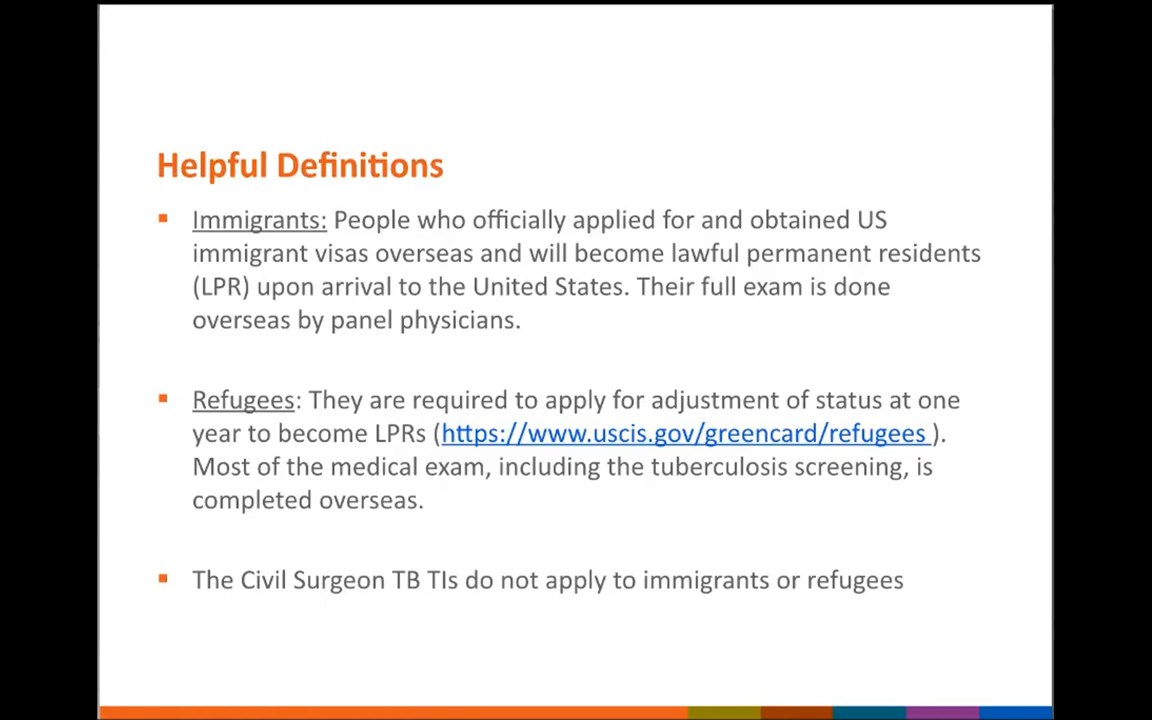 Helpful Definitions
▪ Immigrants: People who officially applied for and obtained US
immigrant visas overseas and will become lawful permanent residents
(LPR) upon arrival to the United States. Their full exam is done
overseas by panel physicians.
▪ Refugees: They are required to apply for adjustment of status at one
year to become LPRs (https://www.uscis.gov/greencard/refugees ).
Most of the medical exam, including the tuberculosis screening, is
completed overseas.
▪ The Civil Surgeon TB TIs do not apply to immigrants or refugees